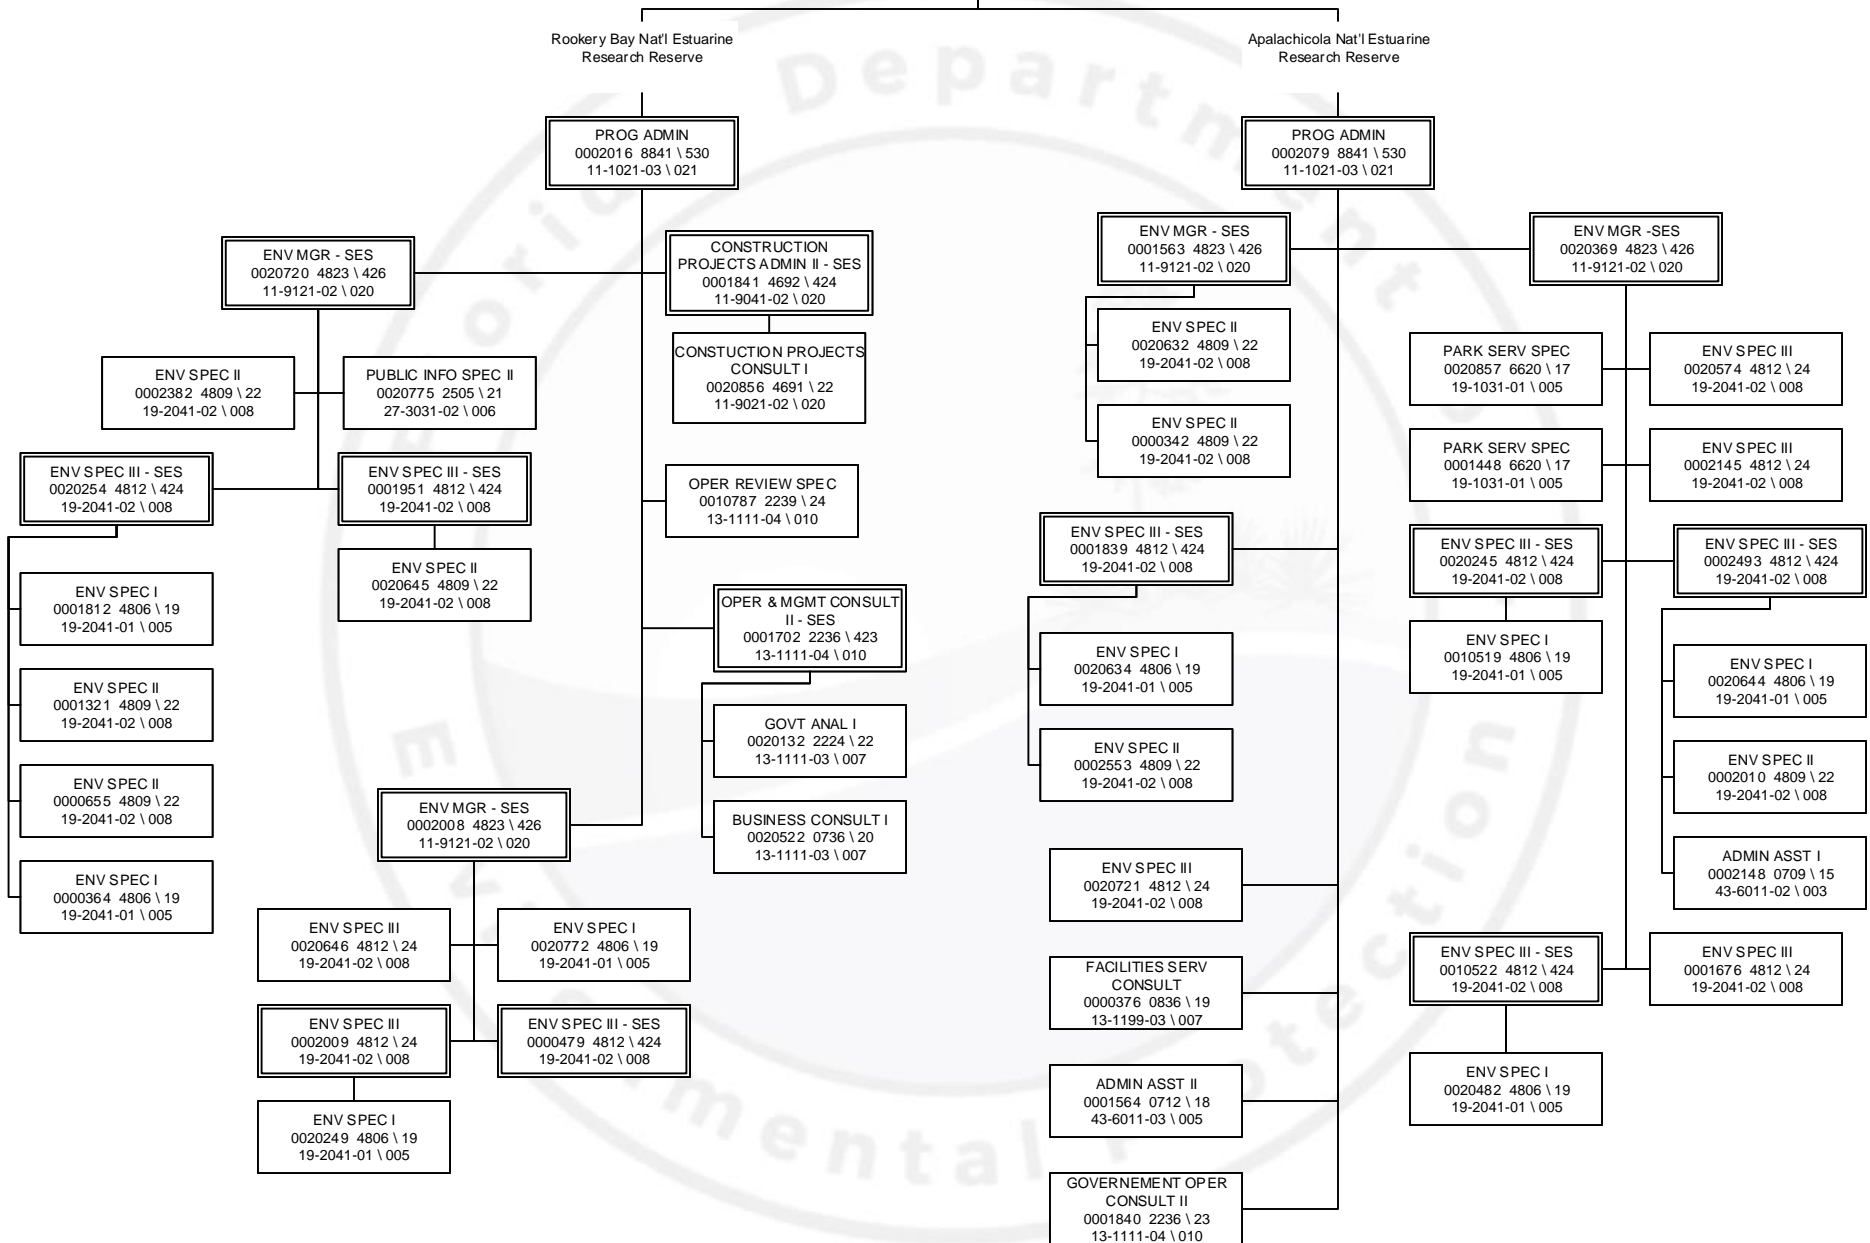 Rookery Bay Nat'l Estuarine
Research Reserve
Apalachicola Nat'l Estuarine
Research Reserve
PROG ADMIN
0002016 8841 \ 530
11-1021-03 \ 021
PROG ADMIN
0002079 8841 \ 530
11-1021-03 \ 021
ENV MGR - SES
0020720 4823 \ 426
11-9121-02 \ 020
CONSTRUCTION
PROJECTS ADMIN II - SES
0001841 4692 \ 424
11-9041-02 \ 020
CONSTUCTION PROJECTS
CONSULT I
0020856 4691 \ 22
11-9021-02 \ 020
ENV SPEC II
0002382 4809 \ 22
19-2041-02 \ 008
PUBLIC INFO SPEC II
0020775 2505 \ 21
27-3031-02 \ 006
ENV SPEC III - SES
0020254 4812 \ 424
19-2041-02 \ 008
ENV SPEC III - SES
0001951 4812 \ 424
19-2041-02 \ 008
ENV SPEC II
0020645 4809 \ 22
19-2041-02 \ 008
ENV SPEC I
0001812 4806 \ 19
19-2041-01 \ 005
ENV SPEC II
0001321 4809 \ 22
19-2041-02 \ 008
ENV SPEC II
0000655 4809 \ 22
19-2041-02 \ 008
ENV SPEC I
0000364 4806 \ 19
19-2041-01 \ 005
OPER REVIEW SPEC
0010787 2239 \ 24
13-1111-04 \ 010
OPER & MGMT CONSULT
II - SES
0001702 2236 \ 423
13-1111-04 \ 010
GOVT ANAL I
0020132 2224 \ 22
13-1111-03 \ 007
BUSINESS CONSULT I
0020522 0736 \ 20
13-1111-03 \ 007
ENV MGR - SES
0002008 4823 \ 426
11-9121-02 \ 020
ENV SPEC III
0020646 4812 \ 24
19-2041-02 \ 008
ENV SPEC I
0020772 4806 \ 19
19-2041-01 \ 005
ENV SPEC III
0002009 4812 \ 24
19-2041-02 \ 008
ENV SPEC III - SES
0000479 4812 \ 424
19-2041-02 \ 008
ENV SPEC I
0020249 4806 \ 19
19-2041-01 \ 005
ENV MGR - SES
0001563 4823 \ 426
11-9121-02 \ 020
ENV MGR -SES
0020369 4823 \ 426
11-9121-02 \ 020
ENV SPEC II
0020632 4809 \ 22
19-2041-02 \ 008
ENV SPEC II
0000342 4809 \ 22
19-2041-02 \ 008
ENV SPEC III - SES
0001839 4812 \ 424
19-2041-02 \ 008
ENV SPEC I
0020634 4806 \ 19
19-2041-01 \ 005
ENV SPEC II
0002553 4809 \ 22
19-2041-02 \ 008
ENV SPEC III
0020721 4812 \ 24
19-2041-02 \ 008
FACILITIES SERV
CONSULT
0000376 0836 \ 19
13-1199-03 \ 007
ADMIN ASST II
0001564 0712 \ 18
43-6011-03 \ 005
GOVERNEMENT OPER
CONSULT II
0001840 2236 \ 23
13-1111-04 \ 010
PARK SERV SPEC
0020857 6620 \ 17
19-1031-01 \ 005
ENV SPEC III
0020574 4812 \ 24
19-2041-02 \ 008
PARK SERV SPEC
0001448 6620 \ 17
19-1031-01 \ 005
ENV SPEC III
0002145 4812 \ 24
19-2041-02 \ 008
ENV SPEC III - SES
0020245 4812 \ 424
19-2041-02 \ 008
ENV SPEC III - SES
0002493 4812 \ 424
19-2041-02 \ 008
ENV SPEC I
0010519 4806 \ 19
19-2041-01 \ 005
ENV SPEC I
0020644 4806 \ 19
19-2041-01 \ 005
ENV SPEC II
0002010 4809 \ 22
19-2041-02 \ 008
ADMIN ASST I
0002148 0709 \ 15
43-6011-02 \ 003
ENV SPEC III - SES
0010522 4812 \ 424
19-2041-02 \ 008
ENV SPEC III
0001676 4812 \ 24
19-2041-02 \ 008
ENV SPEC I
0020482 4806 \ 19
19-2041-01 \ 005